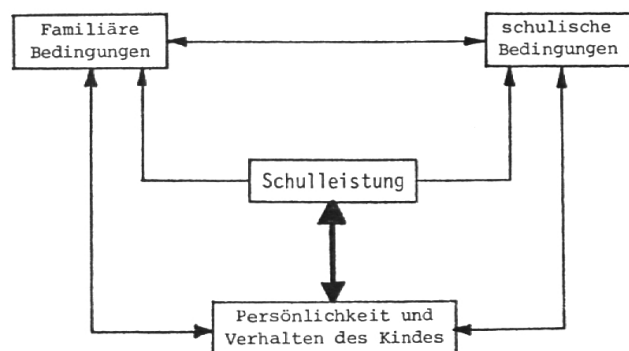 Familiäre
Bedingungen
schulische
Bedingungen
Schulleistung
Persönlichkeit und
Verhalten des Kindes